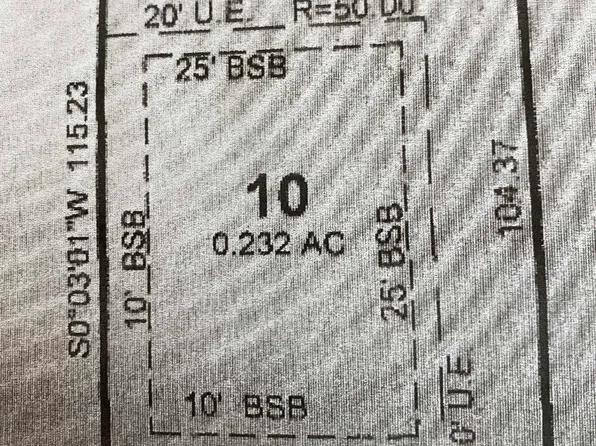 20' U.E. R=50.00
25' BSB
S0°03'01"W 115.23
10' BSB
10
0.232 AC
25' BSB
104.37
10' BSB
0' U.E